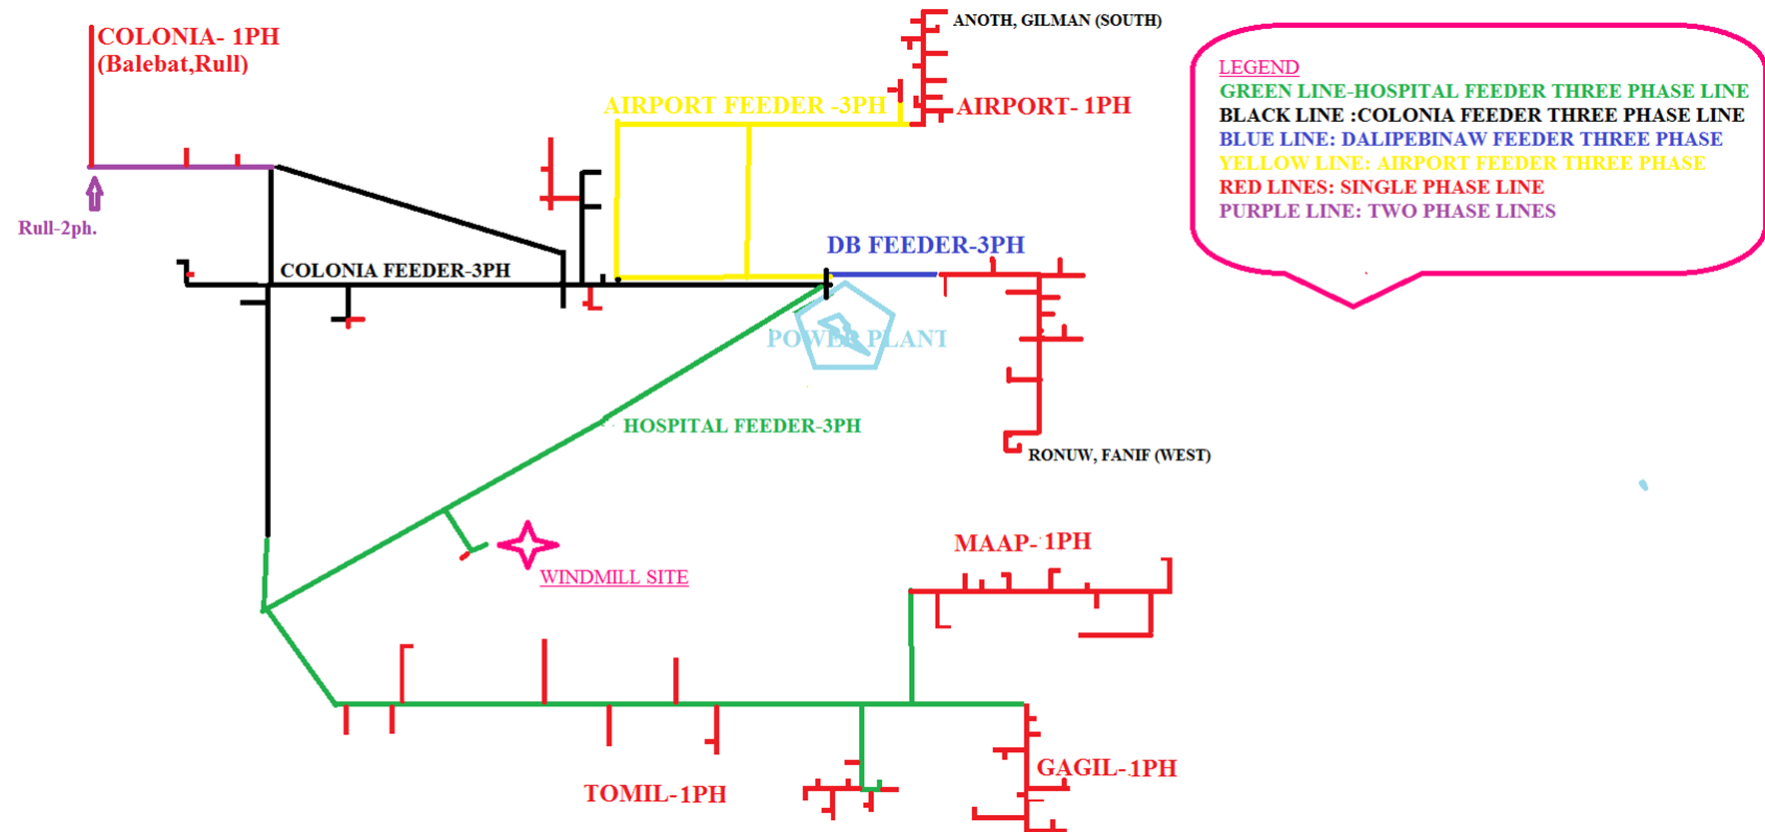 COLONIA- 1PH
(Balebat,Rull)
Rull-2ph.
COLONIA FEEDER-3PH
AIRPORT FEEDER -3PH
ANOTH, GILMAN (SOUTH)
AIRPORT- 1PH
DB FEEDER-3PH
POWER PLANT
HOSPITAL FEEDER-3PH
RONUW, FANIF (WEST)
WINDMILL SITE
MAAP- 1PH
TOMIL-1PH
GAGIL-1PH
LEGEND
GREEN LINE-HOSPITAL FEEDER THREE PHASE LINE
BLACK LINE :COLONIA FEEDER THREE PHASE LINE
BLUE LINE: DALIPEBINAW FEEDER THREE PHASE
YELLOW LINE: AIRPORT FEEDER THREE PHASE
RED LINES: SINGLE PHASE LINE
PURPLE LINE: TWO PHASE LINES